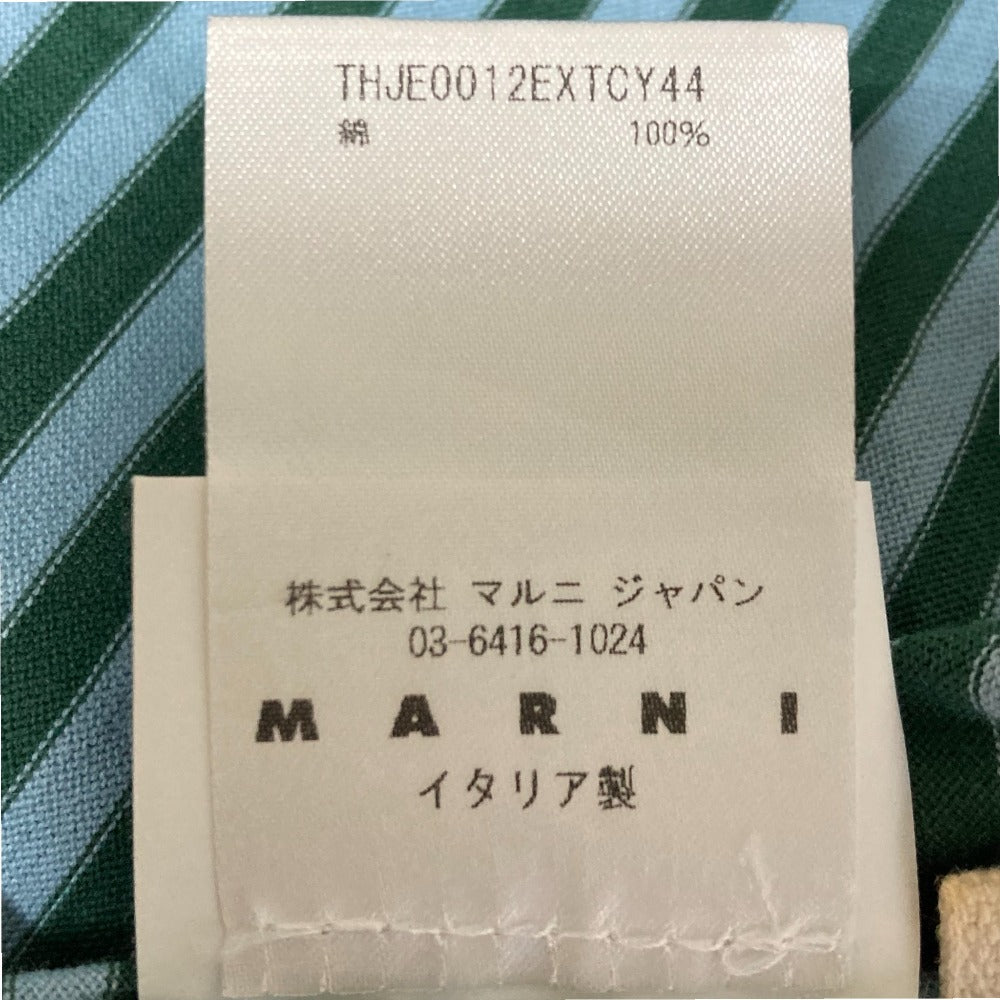 THJE0012EXTCY44
綿 100%
株式会社 マルニ ジャパン
03-6416-1024
MARNI
イタリア製